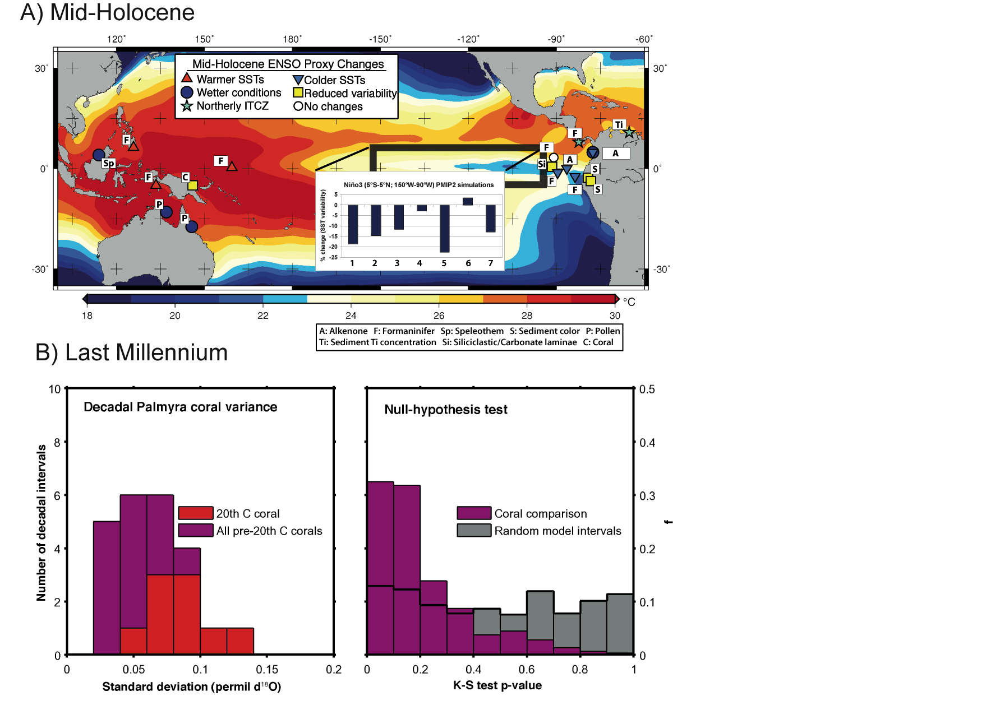 A) Mid-Holocene
120° 150° 180° -150° -120° -90° -60°
Mid-Holocene ENSO Proxy Changes
Warmer SSTs Colder SSTs
Wetter conditions Reduced variability
Northerly ITCZ No changes
30° 30°
Ti
F F
F A
Sp F Si A S
0° 0°
F C F F S
P
P
Niño3 (5°S-5°N; 150°W-90°W) PMIP2 simulations
% change (SST variability)
5
0
-5
-10
-15
-20
-25
1 2 3 4 5 6 7
-30° -30°
°C
18 20 22 24 26 28 30
A: Alkenone F: Formaninifer Sp: Speleothem S: Sediment color P: Pollen
Ti: Sediment Ti concentration Si: Siliciclastic/Carbonate laminae C: Coral
B) Last Millennium
Decadal Palmyra coral variance
Number of decadal intervals
10
8
6
4
2
0
20th C coral
All pre-20th C corals
0 0.05 0.1 0.15 0.2
Standard deviation (permil d¹⁸O)
Null-hypothesis test
Coral comparison
Random model intervals
0.5
0.4
0.3
0.2
0.1
0
f
0 0.2 0.4 0.6 0.8 1
K-S test p-value